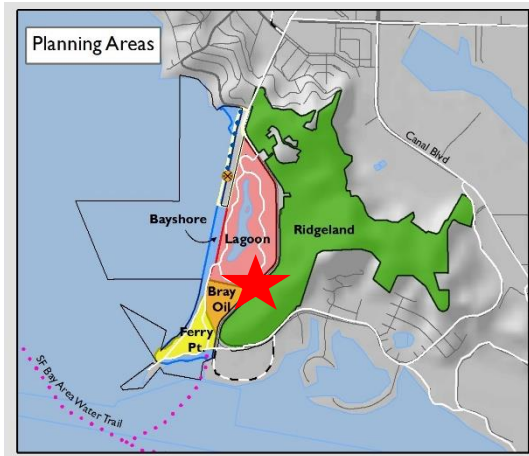 Planning Areas
Canal Blvd
Bayshore
Lagoon
Ridgeland
Bray
Oil
Ferry
Pt.
SF Bay Area Water Trail